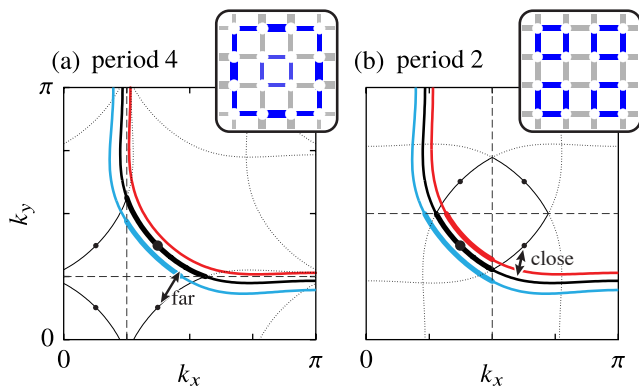 (a) period 4
(b) period 2
π
k_y
far
close
0
0
k_x
π
0
k_x
π